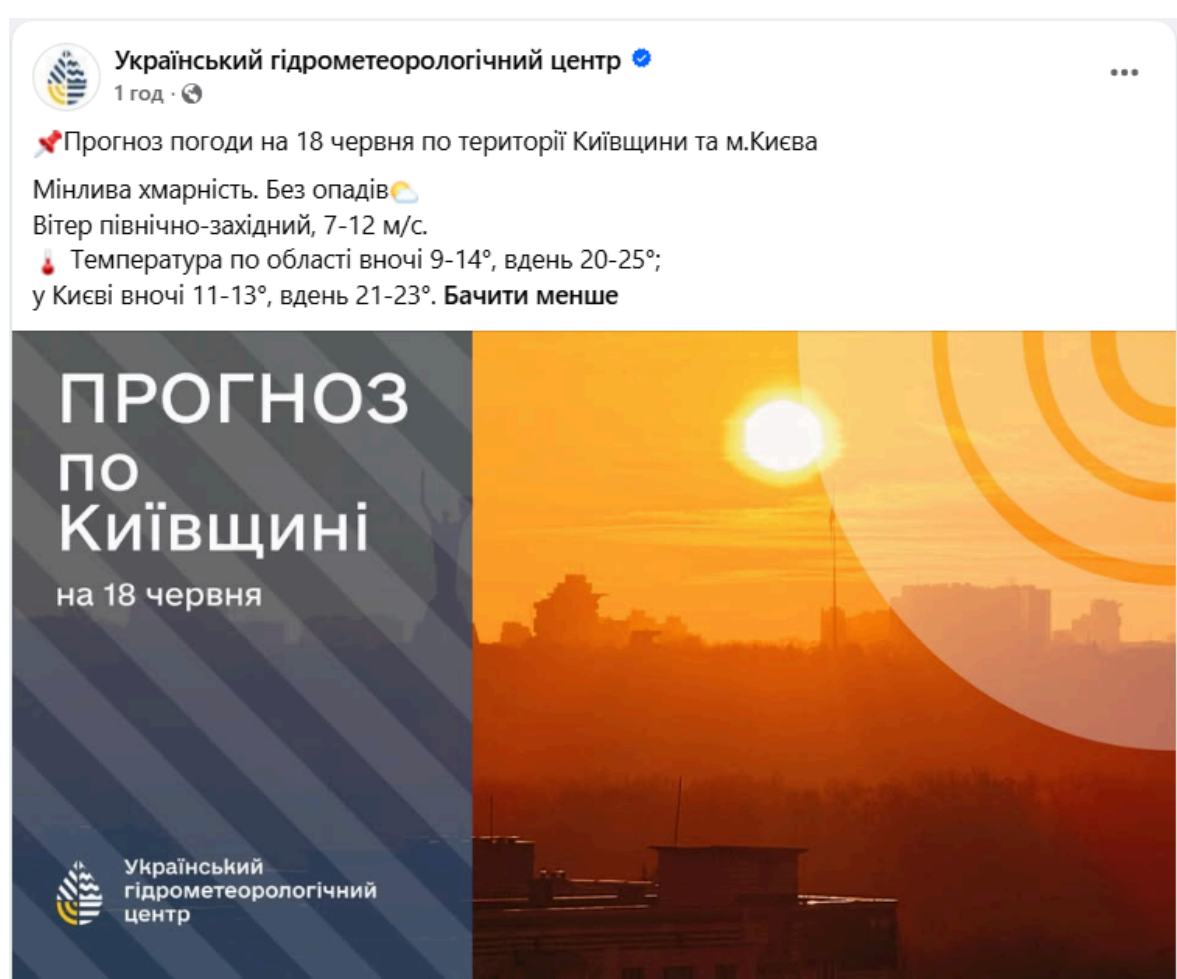 Український гідрометеорологічний центр
1 год ·
📌Прогноз погоди на 18 червня по території Київщини та м.Києва
Мінлива хмарність. Без опадів🌤️
Вітер північно-західний, 7-12 м/с.
🌡️ Температура по області вночі 9-14°, вдень 20-25°;
у Києві вночі 11-13°, вдень 21-23°. Бачити менше
ПРОГНОЗ
по
Київщині
на 18 червня
Український
гідрометеорологічний
центр